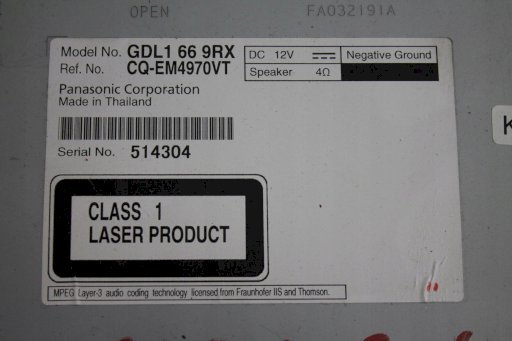 OPEN FA032191A
Model No. GDL1 66 9RX
Ref. No. CQ-EM4970VT
DC 12V Negative Ground
Speaker 4Ω
Panasonic Corporation
Made in Thailand
Serial No. 514304
K
CLASS 1
LASER PRODUCT
MPEG Layer-3 audio coding technology licensed from Fraunhofer IIS and Thomson.